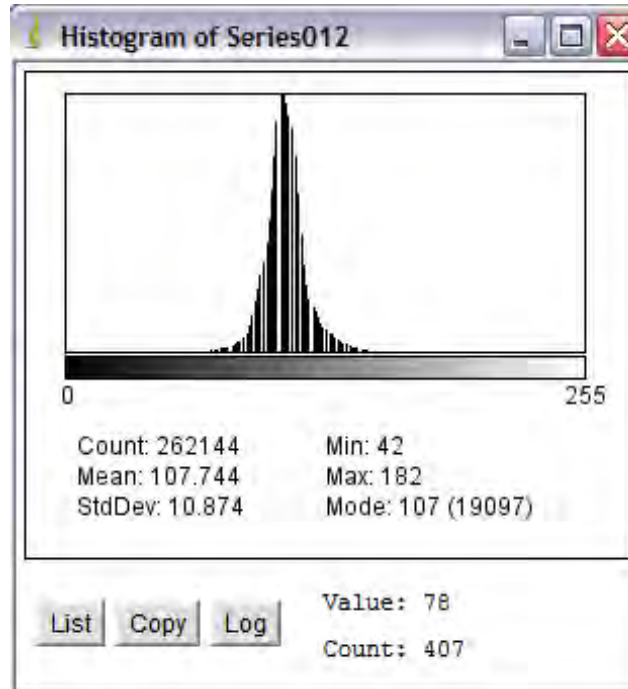 Histogram of Series012
0 255
Count: 262144 Min: 42
Mean: 107.744 Max: 182
StdDev: 10.874 Mode: 107 (19097)
List Copy Log Value: 78
Count: 407